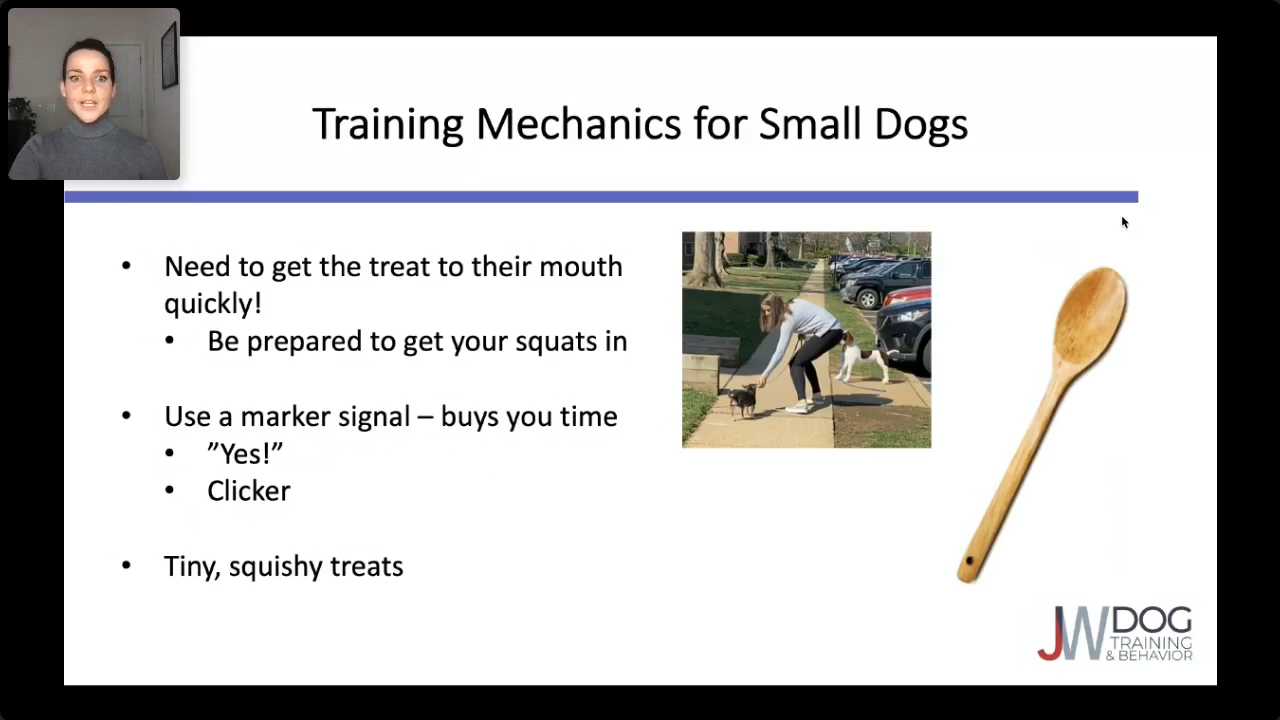 Training Mechanics for Small Dogs
• Need to get the treat to their mouth
quickly!
• Be prepared to get your squats in
• Use a marker signal – buys you time
• ”Yes!”
• Clicker
• Tiny, squishy treats
JW DOG
TRAINING
& BEHAVIOR